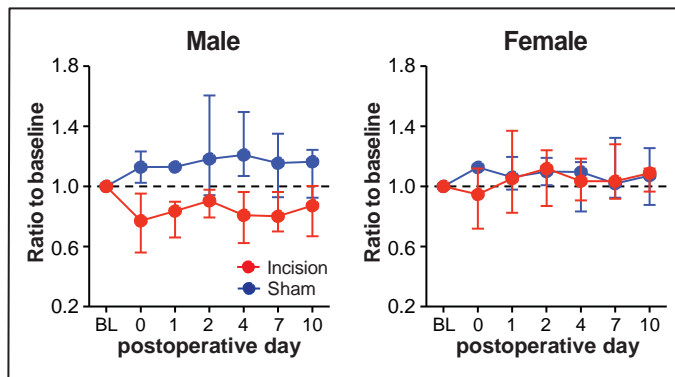 Male
Ratio to baseline
1.8
1.4
1.0
0.6
0.2
Incision
Sham
BL 0 1 2 4 7 10
postoperative day
Female
Ratio to baseline
1.8
1.4
1.0
0.6
0.2
BL 0 1 2 4 7 10
postoperative day